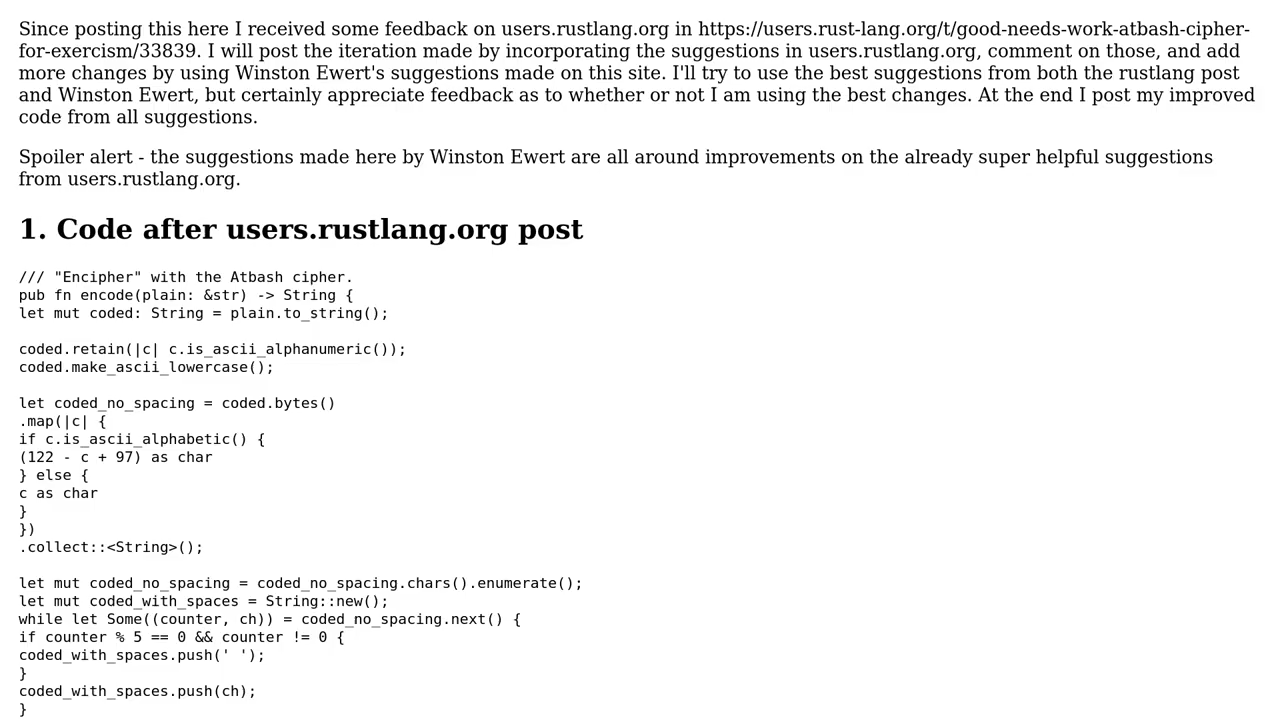 Since posting this here I received some feedback on users.rustlang.org in https://users.rust-lang.org/t/good-needs-work-atbash-cipher-
for-exercism/33839. I will post the iteration made by incorporating the suggestions in users.rustlang.org, comment on those, and add
more changes by using Winston Ewert's suggestions made on this site. I'll try to use the best suggestions from both the rustlang post
and Winston Ewert, but certainly appreciate feedback as to whether or not I am using the best changes. At the end I post my improved
code from all suggestions.
Spoiler alert - the suggestions made here by Winston Ewert are all around improvements on the already super helpful suggestions
from users.rustlang.org.
1. Code after users.rustlang.org post
/// "Encipher" with the Atbash cipher.
pub fn encode(plain: &str) -> String {
let mut coded: String = plain.to_string();
coded.retain(|c| c.is_ascii_alphanumeric());
coded.make_ascii_lowercase();
let coded_no_spacing = coded.bytes()
.map(|c| {
if c.is_ascii_alphabetic() {
(122 - c + 97) as char
} else {
c as char
}
})
.collect::<String>();
let mut coded_no_spacing = coded_no_spacing.chars().enumerate();
let mut coded_with_spaces = String::new();
while let Some((counter, ch)) = coded_no_spacing.next() {
if counter % 5 == 0 && counter != 0 {
coded_with_spaces.push(' ');
}
coded_with_spaces.push(ch);
}